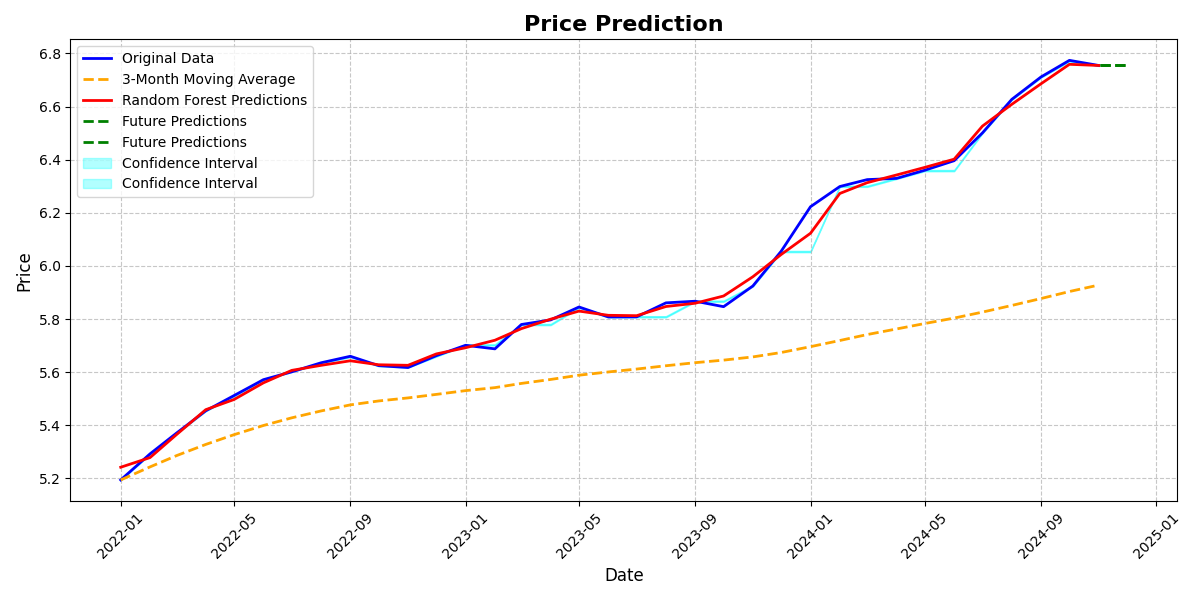 Price Prediction
Original Data
3-Month Moving Average
Random Forest Predictions
Future Predictions
Future Predictions
Confidence Interval
Confidence Interval
Price
6.8
6.6
6.4
6.2
6.0
5.8
5.6
5.4
5.2
2022-01
2022-05
2022-09
2023-01
2023-05
2023-09
2024-01
2024-05
2024-09
2025-01
Date